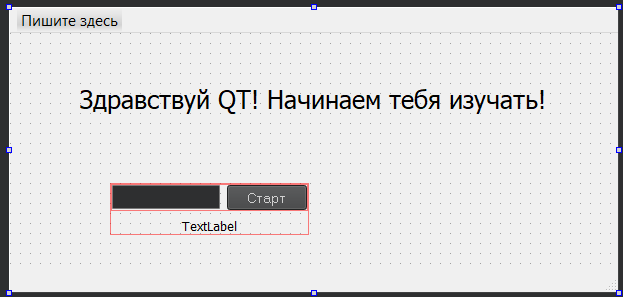 Пишите здесь
Здравствуй QT! Начинаем тебя изучать!
Старт
TextLabel